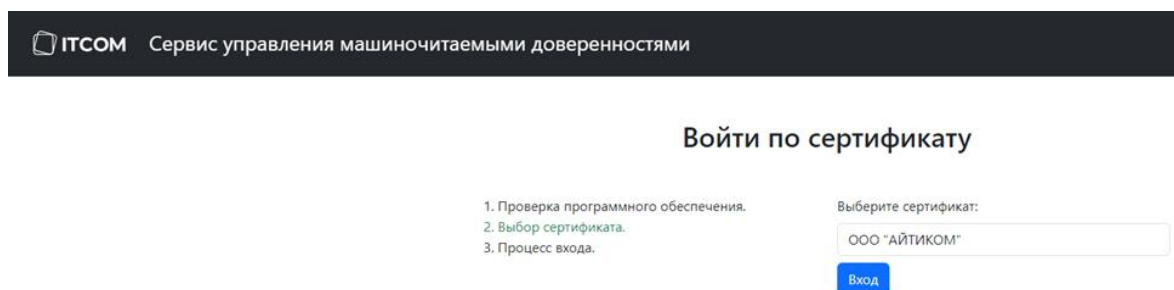 ITCOM Сервис управления машиночитаемыми доверенностями
Войти по сертификату
1. Проверка программного обеспечения.
2. Выбор сертификата.
3. Процесс входа.
Выберите сертификат:
ООО "АЙТИКОМ"
Вход